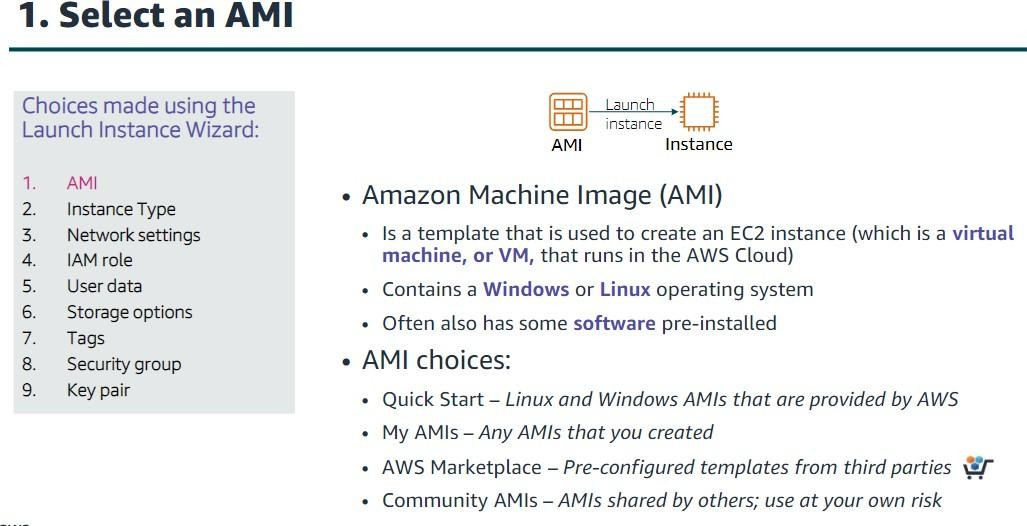 1. Select an AMI
Choices made using the
Launch Instance Wizard:
1. AMI
2. Instance Type
3. Network settings
4. IAM role
5. User data
6. Storage options
7. Tags
8. Security group
9. Key pair
Launch
instance
AMI
Instance
• Amazon Machine Image (AMI)
• Is a template that is used to create an EC2 instance (which is a virtual
machine, or VM, that runs in the AWS Cloud)
• Contains a Windows or Linux operating system
• Often also has some software pre-installed
• AMI choices:
• Quick Start – Linux and Windows AMIs that are provided by AWS
• My AMIs – Any AMIs that you created
• AWS Marketplace – Pre-configured templates from third parties
• Community AMIs – AMIs shared by others; use at your own risk